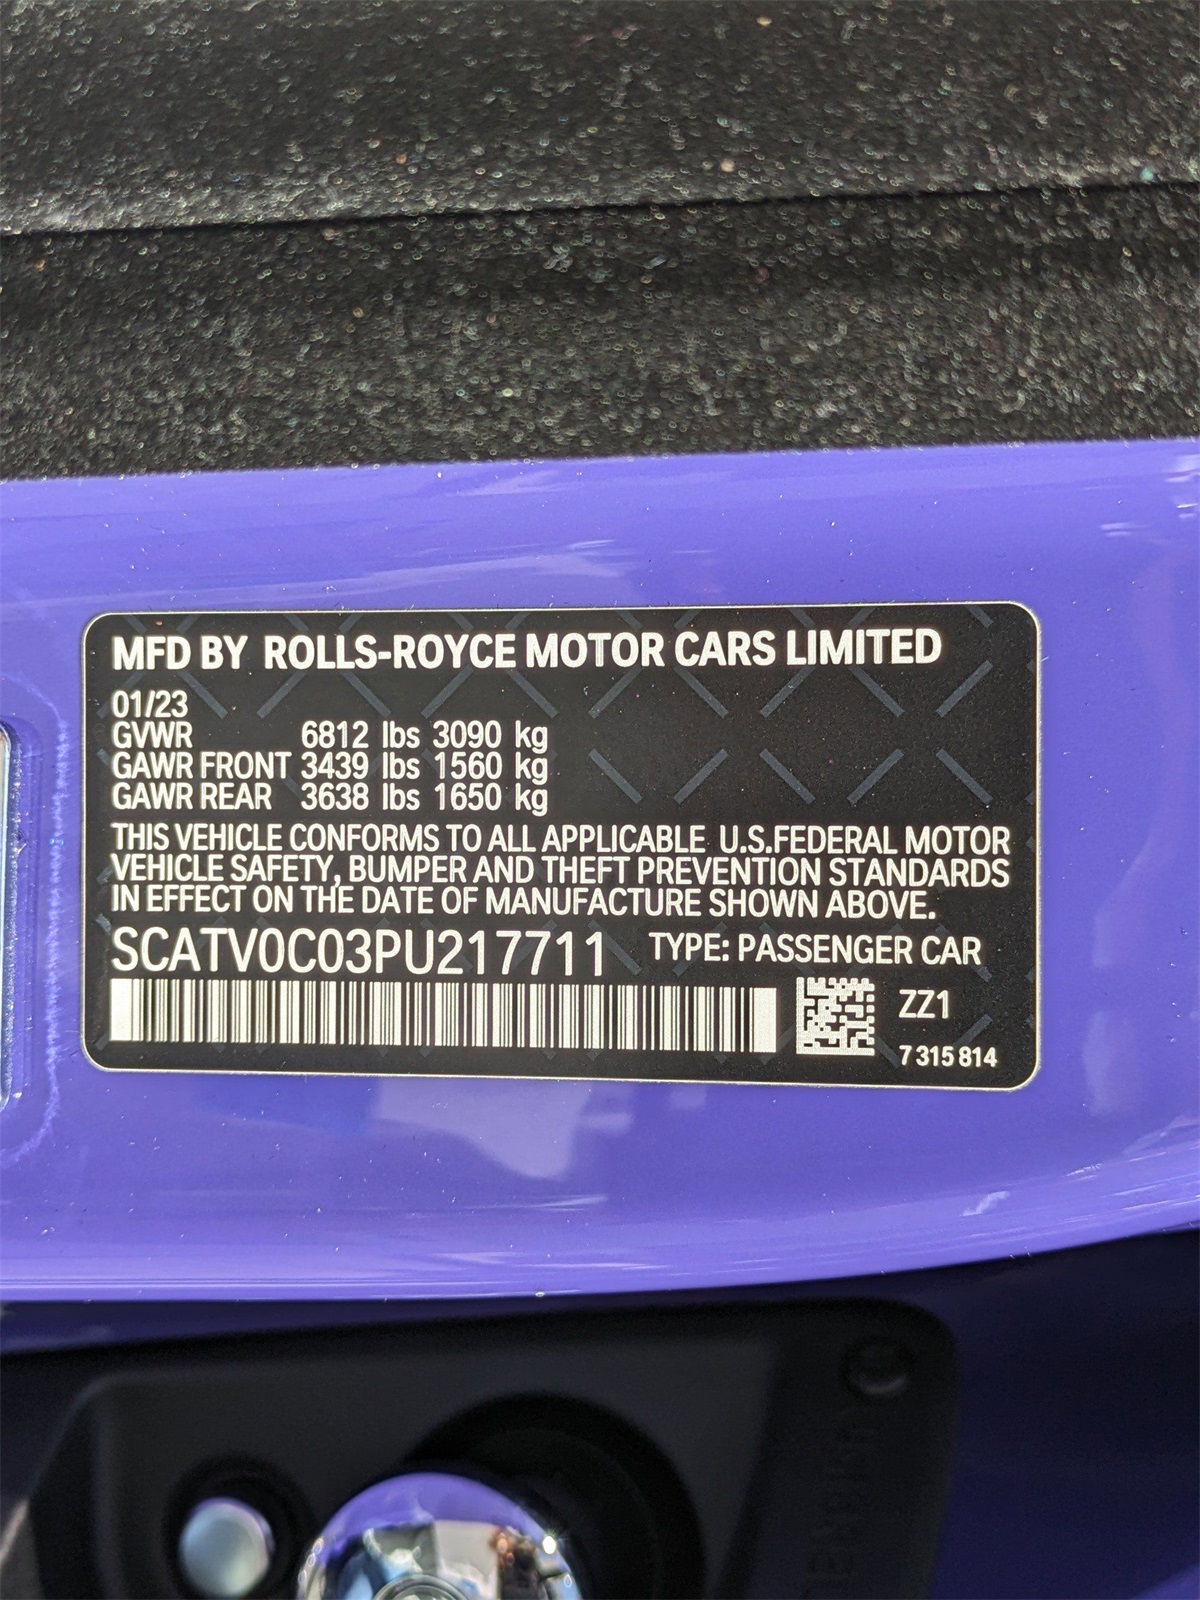 MFD BY ROLLS-ROYCE MOTOR CARS LIMITED
01/23
GVWR 6812 lbs 3090 kg
GAWR FRONT 3439 lbs 1560 kg
GAWR REAR 3638 lbs 1650 kg
THIS VEHICLE CONFORMS TO ALL APPLICABLE U.S.FEDERAL MOTOR
VEHICLE SAFETY, BUMPER AND THEFT PREVENTION STANDARDS
IN EFFECT ON THE DATE OF MANUFACTURE SHOWN ABOVE.
SCATV0C03PU217711 TYPE: PASSENGER CAR
ZZ1
7 315 814